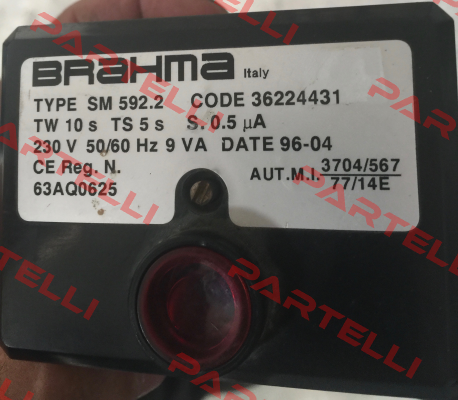 BRAHMA Italy
TYPE SM 592.2 CODE 36224431
TW 10 s TS 5 s S. 0.5 µA
230 V 50/60 Hz 9 VA DATE 96-04
CE Reg. N.
63AQ0625
AUT.M.I. 3704/567
77/14E
PARTELLI
PARTELLI
PARTELLI
PARTELLI